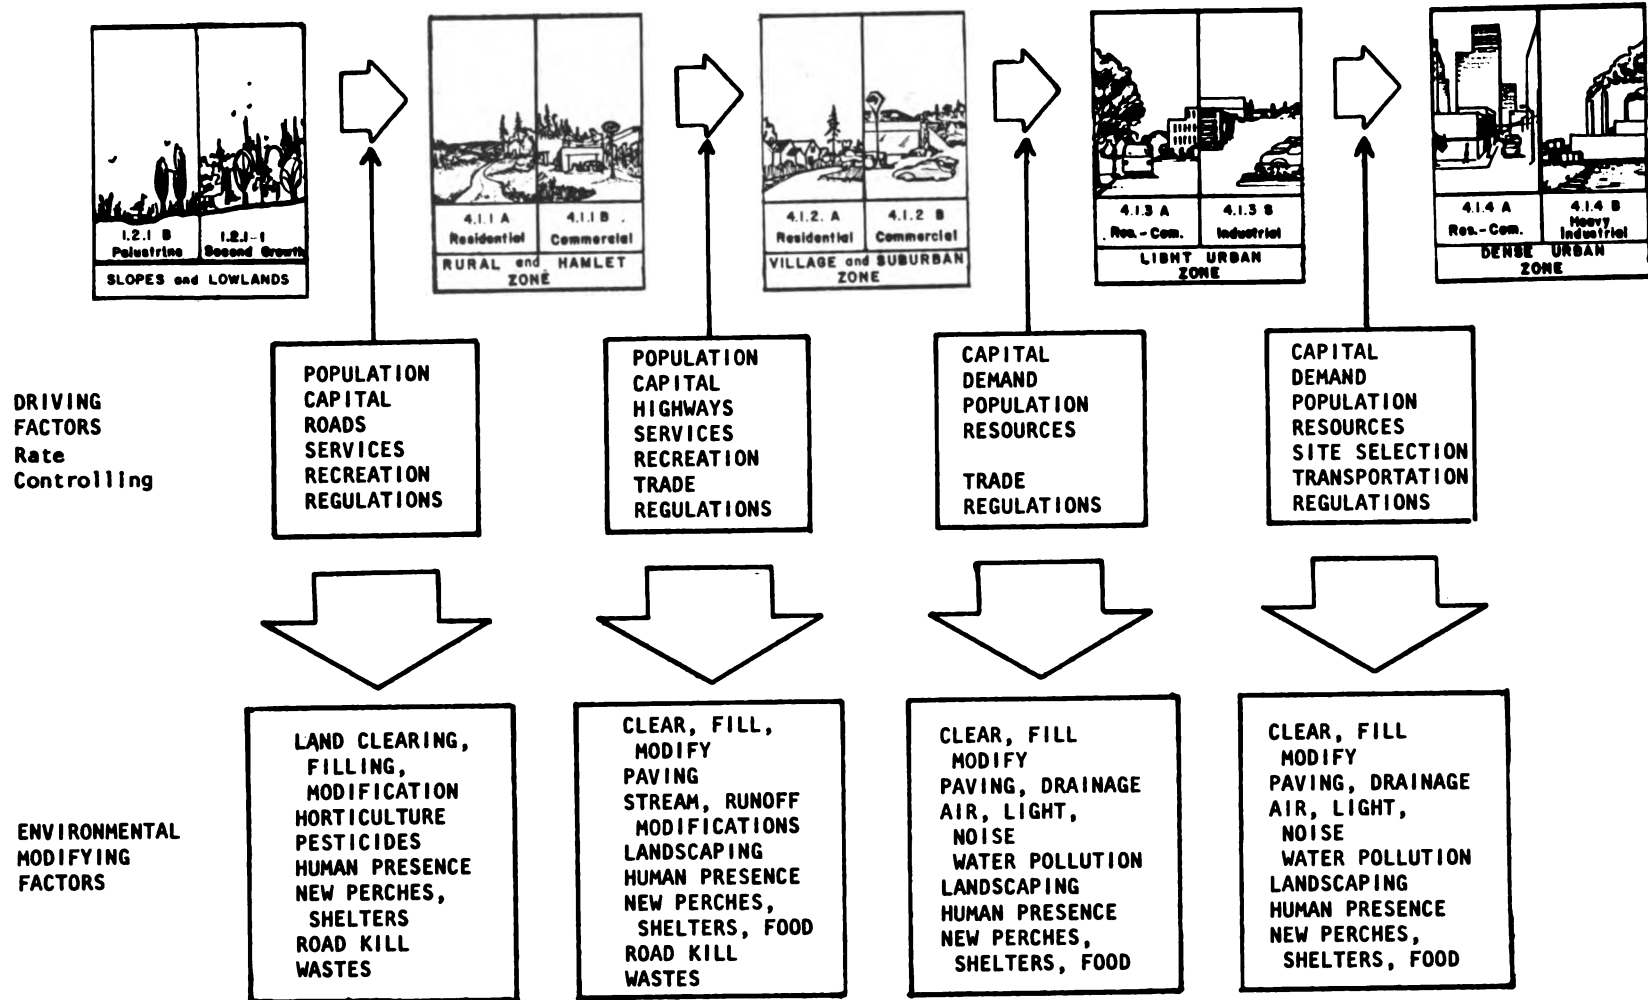 1.2.1 B
Palustrine
1.2.1-1
Second Growth
SLOPES and LOWLANDS
4.1.1 A
Residential
4.1.1 B
Commercial
RURAL and HAMLET
ZONE
4.1.2. A
Residential
4.1.2 B
Commercial
VILLAGE and SUBURBAN
ZONE
4.1.3 A
Res.-Com.
4.1.3 B
Industrial
LIGHT URBAN
ZONE
4.1.4 A
Res.-Com.
4.1.4 B
Heavy
Industrial
DENSE URBAN
ZONE
DRIVING
FACTORS
Rate
Controlling
POPULATION
CAPITAL
ROADS
SERVICES
RECREATION
REGULATIONS
POPULATION
CAPITAL
HIGHWAYS
SERVICES
RECREATION
TRADE
REGULATIONS
CAPITAL
DEMAND
POPULATION
RESOURCES
TRADE
REGULATIONS
CAPITAL
DEMAND
POPULATION
RESOURCES
SITE SELECTION
TRANSPORTATION
REGULATIONS
ENVIRONMENTAL
MODIFYING
FACTORS
LAND CLEARING,
FILLING,
MODIFICATION
HORTICULTURE
PESTICIDES
HUMAN PRESENCE
NEW PERCHES,
SHELTERS
ROAD KILL
WASTES
CLEAR, FILL,
MODIFY
PAVING
STREAM, RUNOFF
MODIFICATIONS
LANDSCAPING
HUMAN PRESENCE
NEW PERCHES,
SHELTERS, FOOD
ROAD KILL
WASTES
CLEAR, FILL
MODIFY
PAVING, DRAINAGE
AIR, LIGHT,
NOISE
WATER POLLUTION
LANDSCAPING
HUMAN PRESENCE
NEW PERCHES,
SHELTERS, FOOD
CLEAR, FILL
MODIFY
PAVING, DRAINAGE
AIR, LIGHT,
NOISE
WATER POLLUTION
LANDSCAPING
HUMAN PRESENCE
NEW PERCHES,
SHELTERS, FOOD